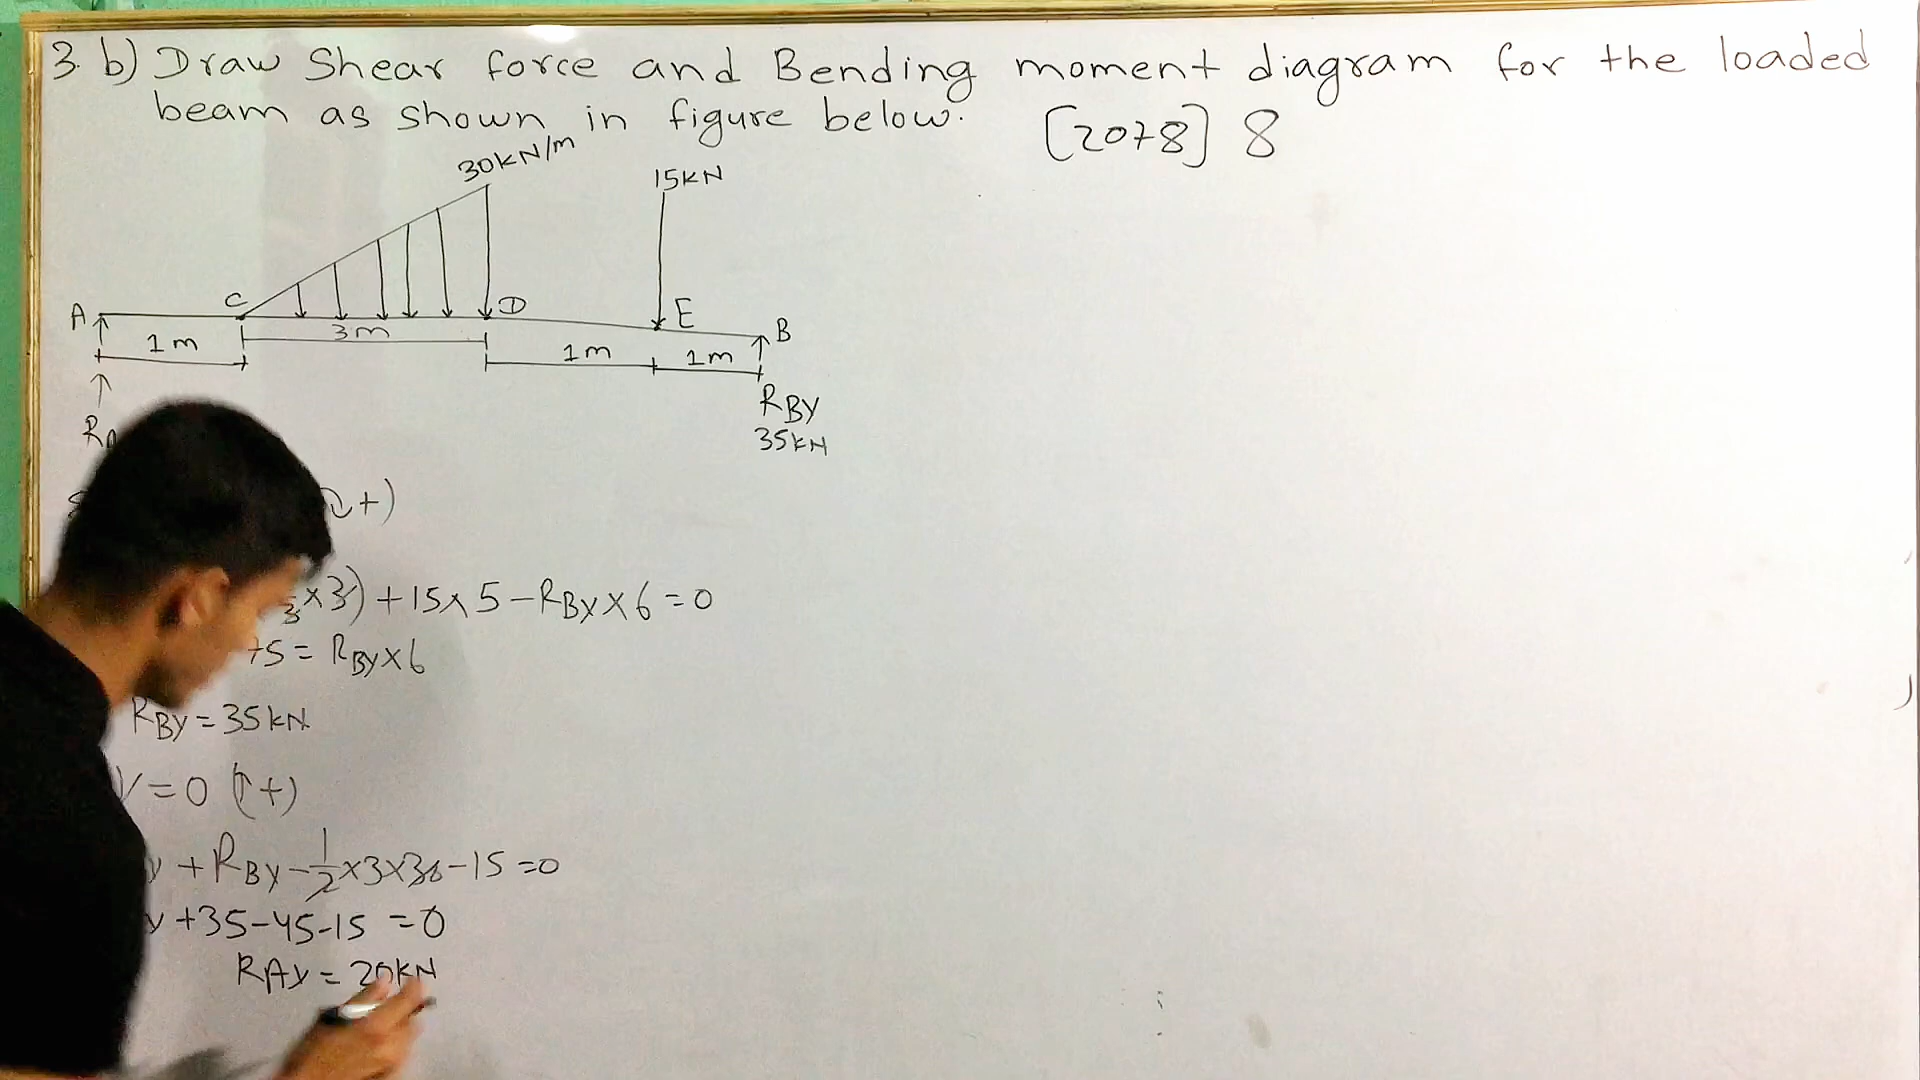 3. b) Draw Shear force and Bending moment diagram for the loaded
beam as shown in figure below. [2078] 8
30kN/m
15kN
A
C
D
E
B
1m
3m
1m
1m
RBY
35kN
+)
×3) + 15 × 5 - RBY × 6 = 0
75 = RBY × 6
RBY = 35kN
= 0 (↑+)
+ RBY - 1/2 × 3 × 30 - 15 = 0
+ 35 - 45 - 15 = 0
RAY = 25kN